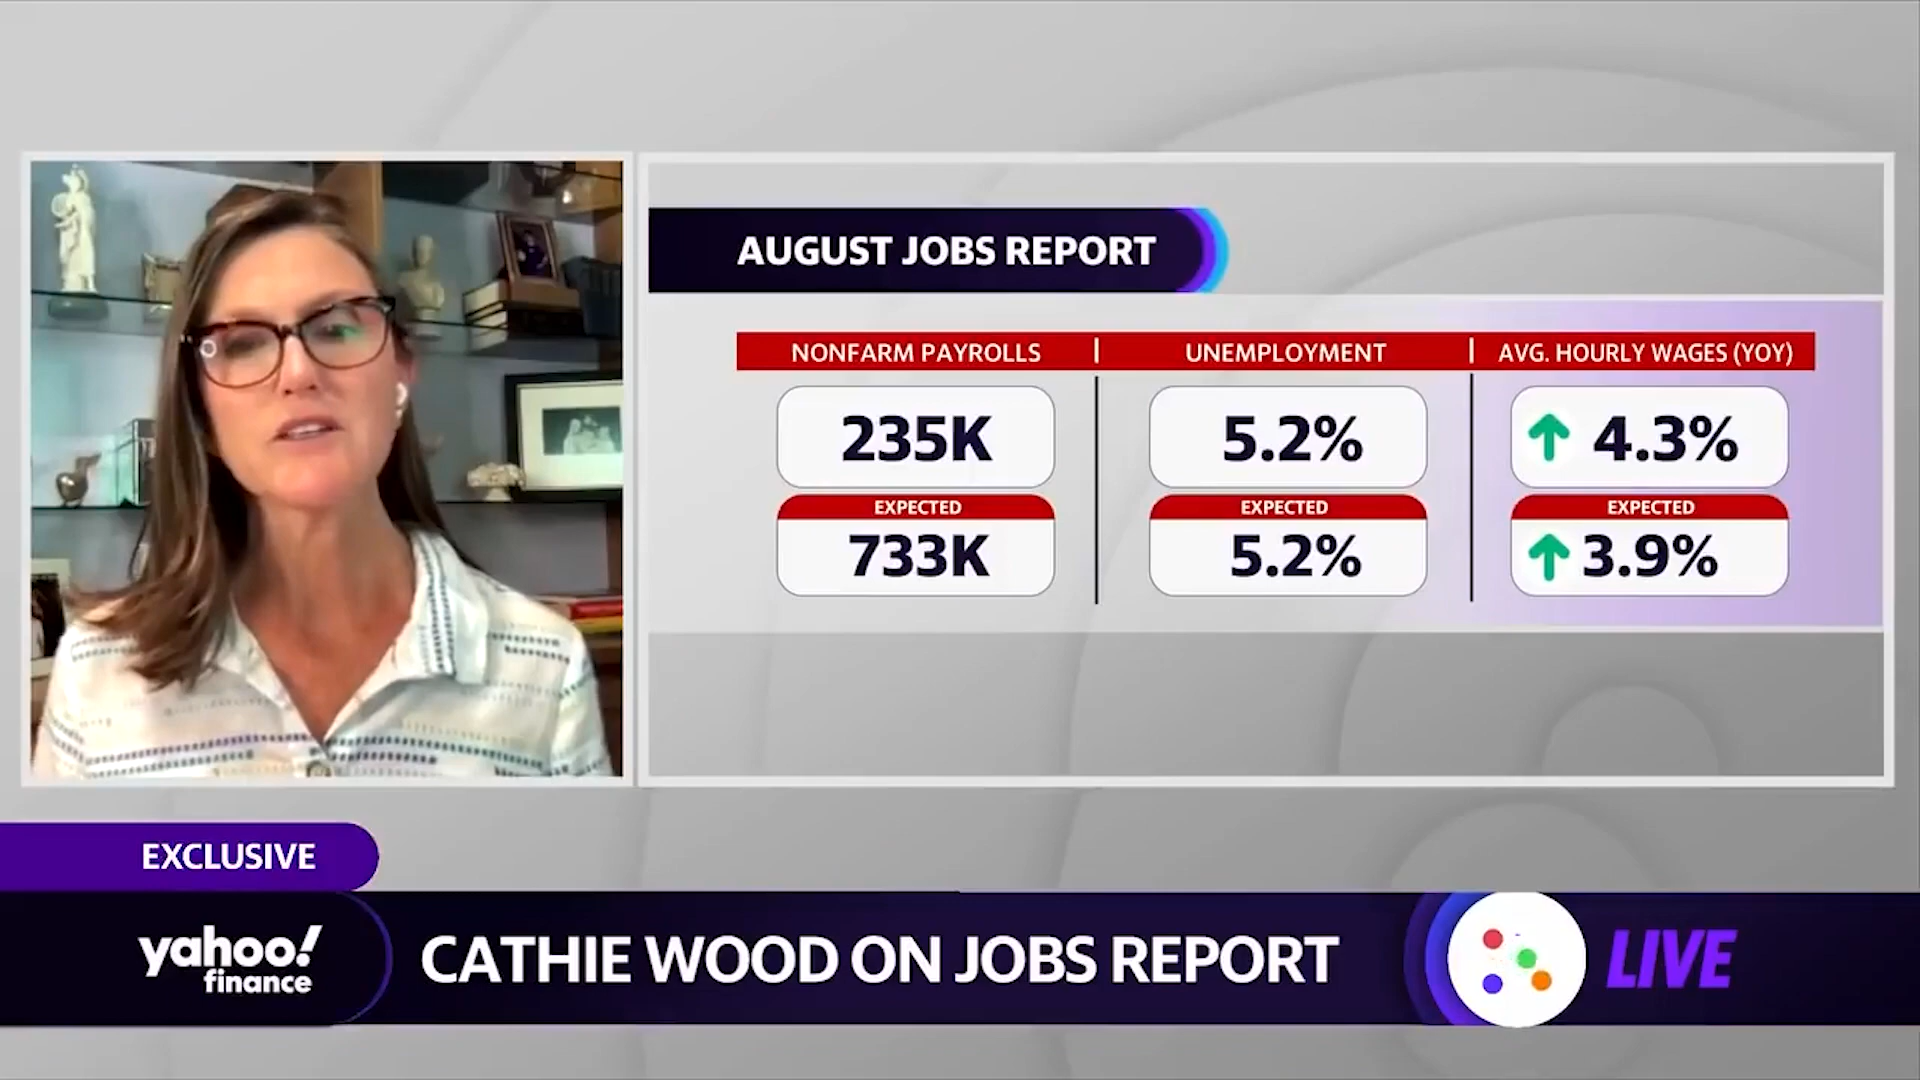 AUGUST JOBS REPORT
NONFARM PAYROLLS | UNEMPLOYMENT | AVG. HOURLY WAGES (YOY)
235K 5.2% 4.3%
EXPECTED EXPECTED EXPECTED
733K 5.2% 3.9%
EXCLUSIVE
yahoo!
finance
CATHIE WOOD ON JOBS REPORT
LIVE